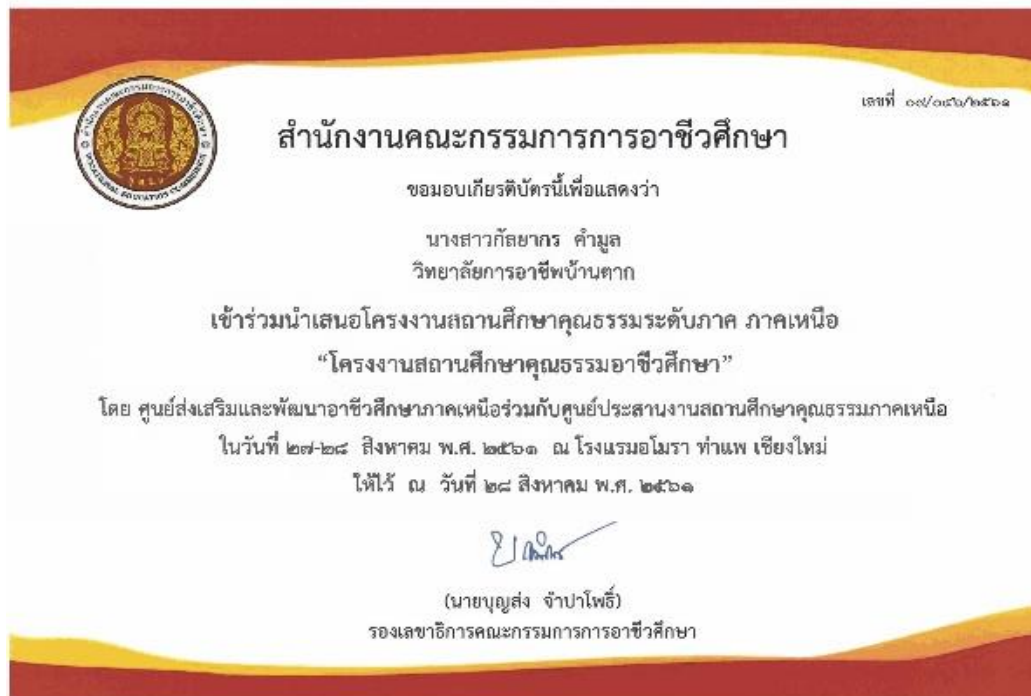 เลขที่ ๐๗/๐๔๖/๒๕๖๑
สำนักงานคณะกรรมการการอาชีวศึกษา
ขอมอบเกียรติบัตรนี้เพื่อแสดงว่า
นางสาวกัลยากร คำมูล
วิทยาลัยการอาชีพบ้านตาก
เข้าร่วมนำเสนอโครงงานสถานศึกษาคุณธรรมระดับภาค ภาคเหนือ
“โครงงานสถานศึกษาคุณธรรมอาชีวศึกษา”
โดย ศูนย์ส่งเสริมและพัฒนาอาชีวศึกษาภาคเหนือร่วมกับศูนย์ประสานงานสถานศึกษาคุณธรรมภาคเหนือ
ในวันที่ ๒๗-๒๘ สิงหาคม พ.ศ. ๒๕๖๑ ณ โรงแรมอโมรา ท่าแพ เชียงใหม่
ให้ไว้ ณ วันที่ ๒๘ สิงหาคม พ.ศ. ๒๕๖๑
(นายบุญส่ง จำปาโพธิ์)
รองเลขาธิการคณะกรรมการการอาชีวศึกษา